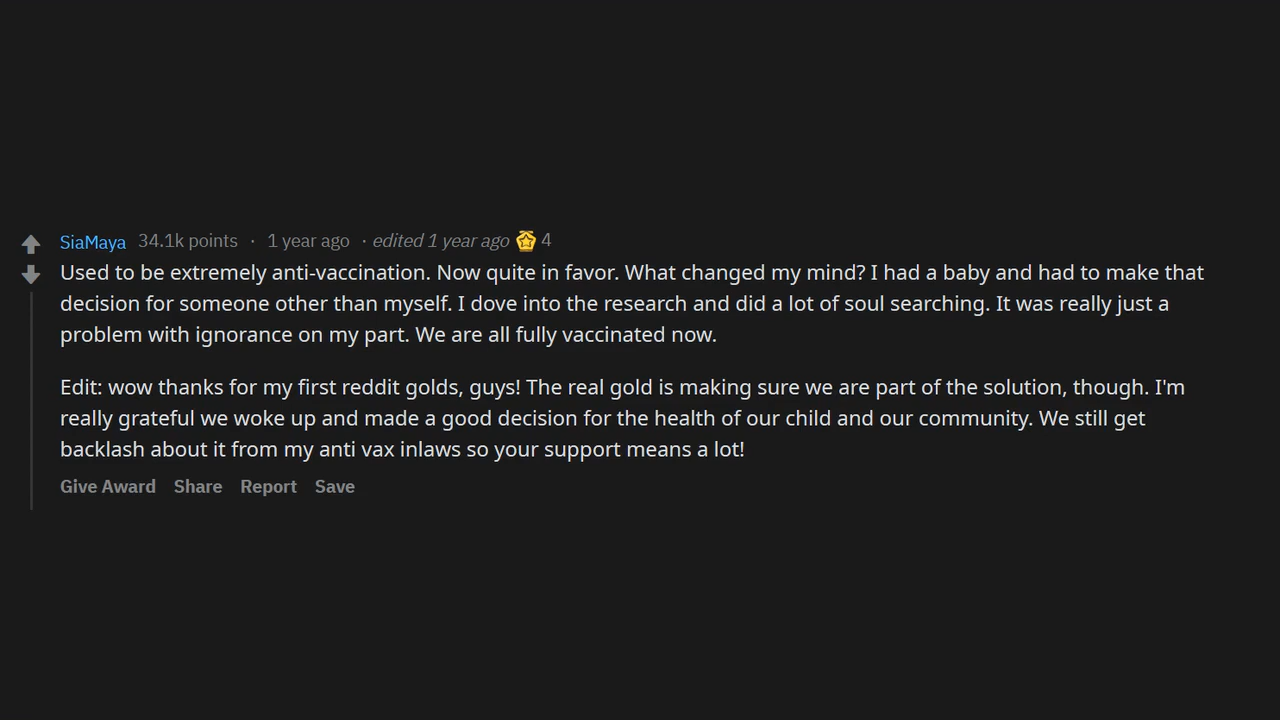 SiaMaya 34.1k points · 1 year ago · edited 1 year ago 4
Used to be extremely anti-vaccination. Now quite in favor. What changed my mind? I had a baby and had to make that
decision for someone other than myself. I dove into the research and did a lot of soul searching. It was really just a
problem with ignorance on my part. We are all fully vaccinated now.
Edit: wow thanks for my first reddit golds, guys! The real gold is making sure we are part of the solution, though. I'm
really grateful we woke up and made a good decision for the health of our child and our community. We still get
backlash about it from my anti vax inlaws so your support means a lot!
Give Award Share Report Save